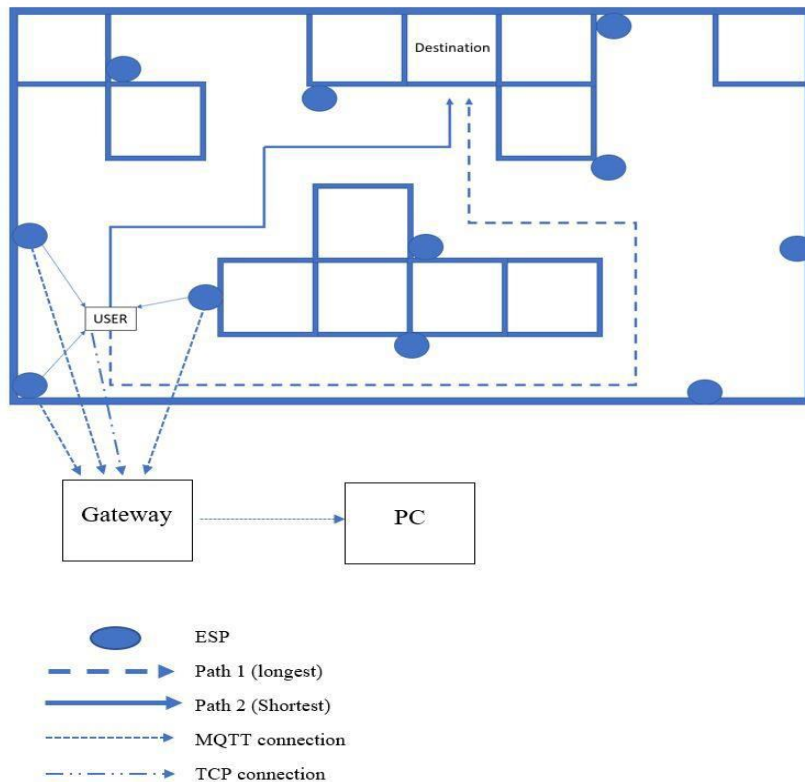 Destination
USER
Gateway
PC
ESP
Path 1 (longest)
Path 2 (Shortest)
MQTT connection
TCP connection